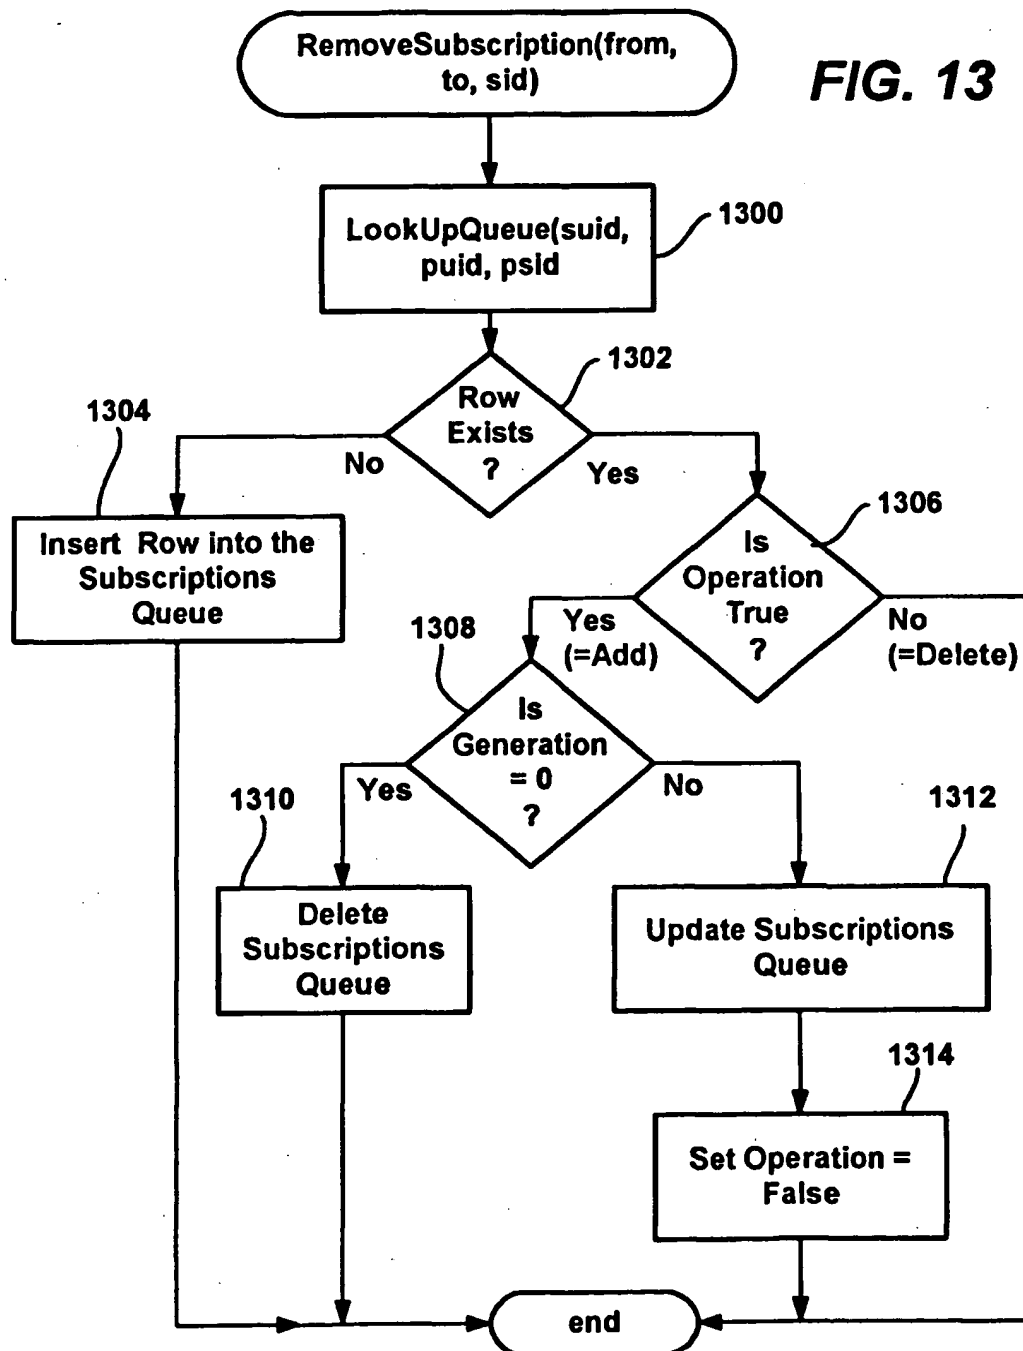 RemoveSubscription(from,
to, sid)
FIG. 13
LookUpQueue(suid,
puid, psid
1300
1302
Row
Exists
?
No
Yes
1304
Insert Row into the
Subscriptions
Queue
1306
Is
Operation
True
?
Yes
(=Add)
No
(=Delete)
1308
Is
Generation
= 0
?
Yes
No
1310
Delete
Subscriptions
Queue
1312
Update Subscriptions
Queue
1314
Set Operation =
False
end